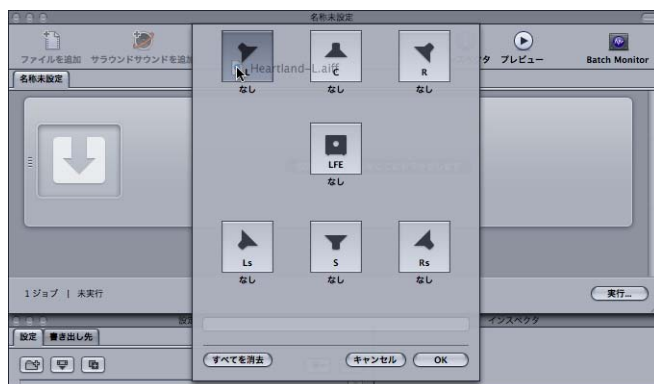 名称未設定
ファイルを追加 サラウンドサウンドを追加
プレビュー
Batch Monitor
名称未設定
L
Heartland-L.aiff
C
R
なし
なし
なし
LFE
なし
Ls
S
Rs
なし
なし
なし
1 ジョブ | 未実行
実行...
インスペクタ
設定
書き出し先
すべてを消去
キャンセル
OK